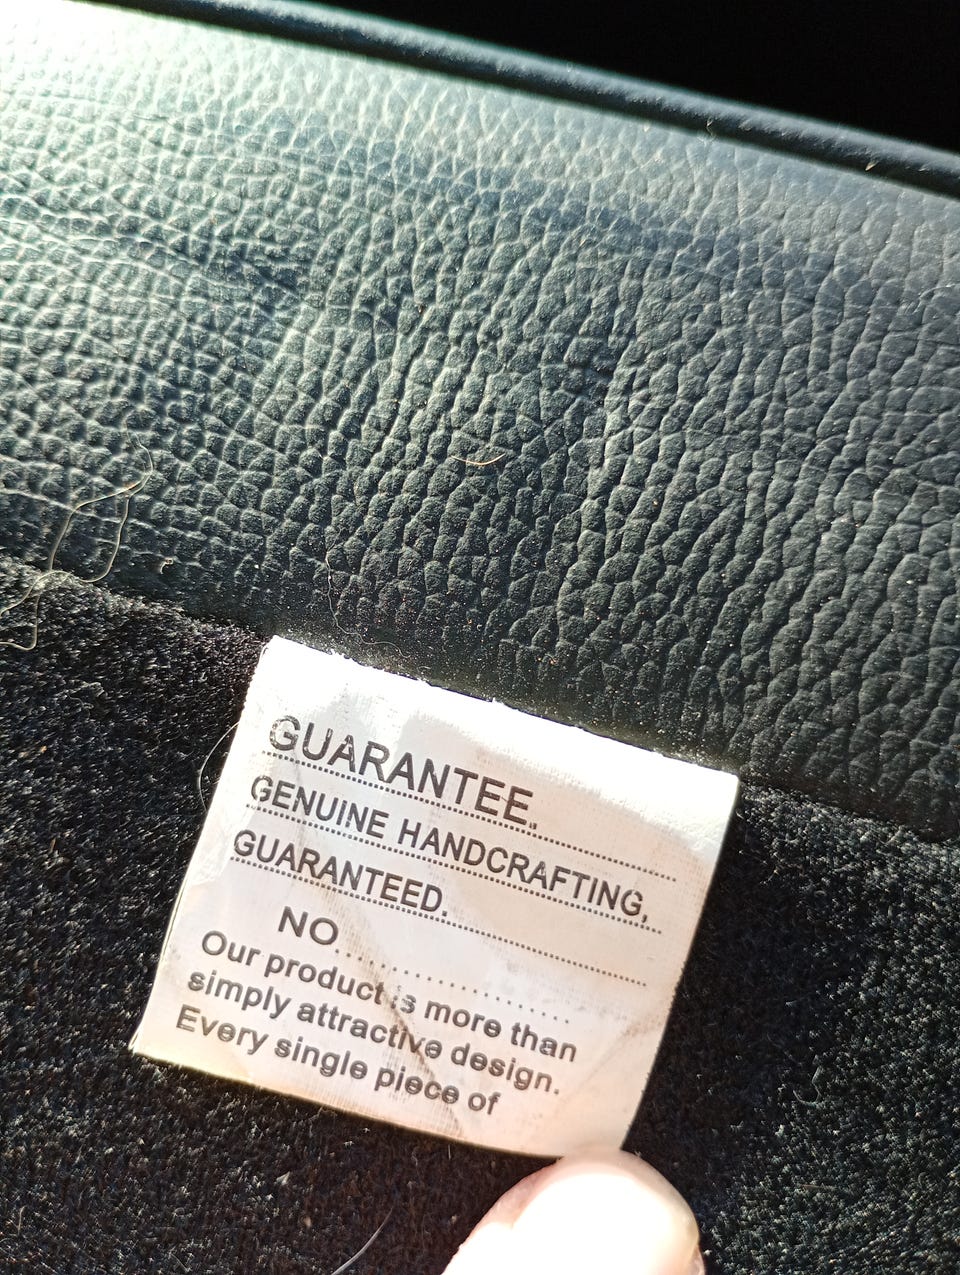 GUARANTEE.
GENUINE HANDCRAFTING,
GUARANTEED.
NO.
Our product is more than
simply attractive design.
Every single piece of